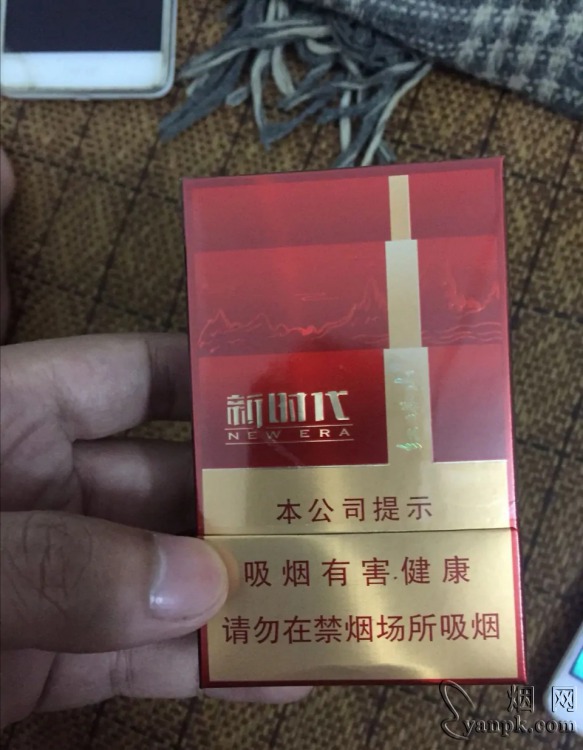 新时代
NEW ERA
本公司提示
吸烟有害健康
请勿在禁烟场所吸烟
烟网
yanpk.com